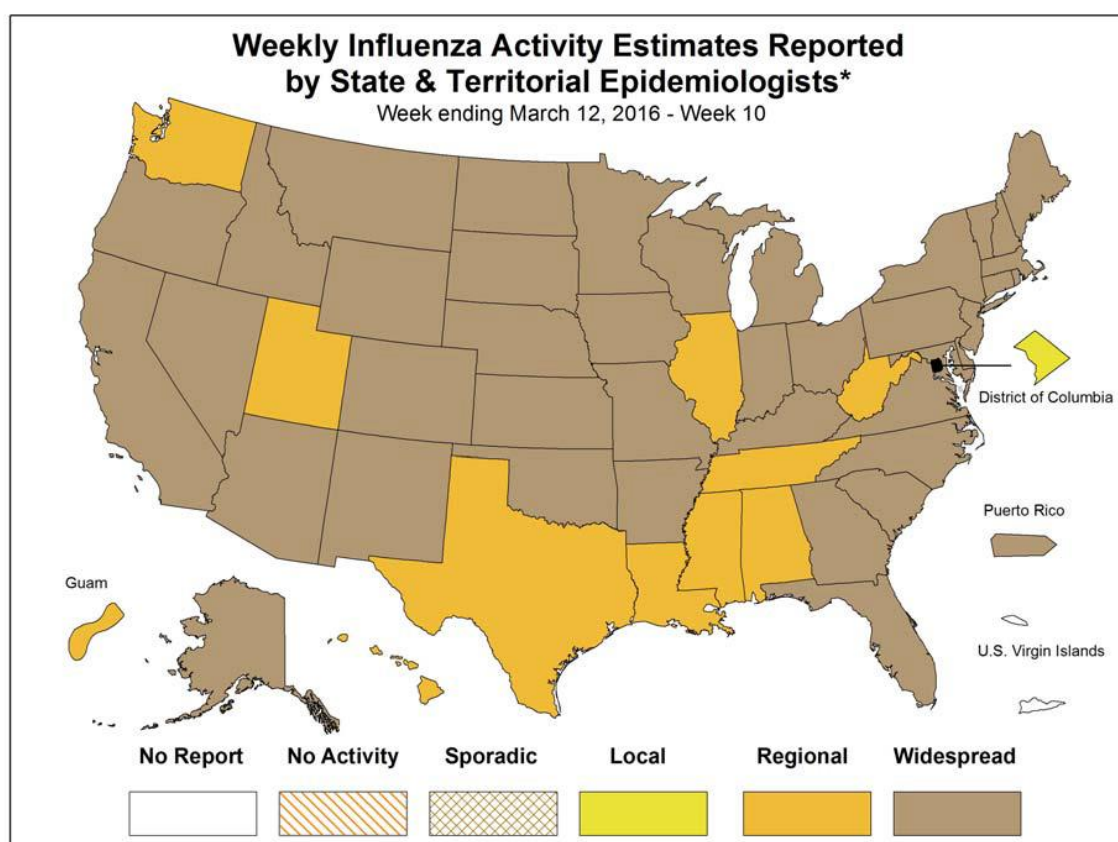 Weekly Influenza Activity Estimates Reported
by State & Territorial Epidemiologists*
Week ending March 12, 2016 - Week 10
District of Columbia
Puerto Rico
Guam
U.S. Virgin Islands
No Report No Activity Sporadic Local Regional Widespread